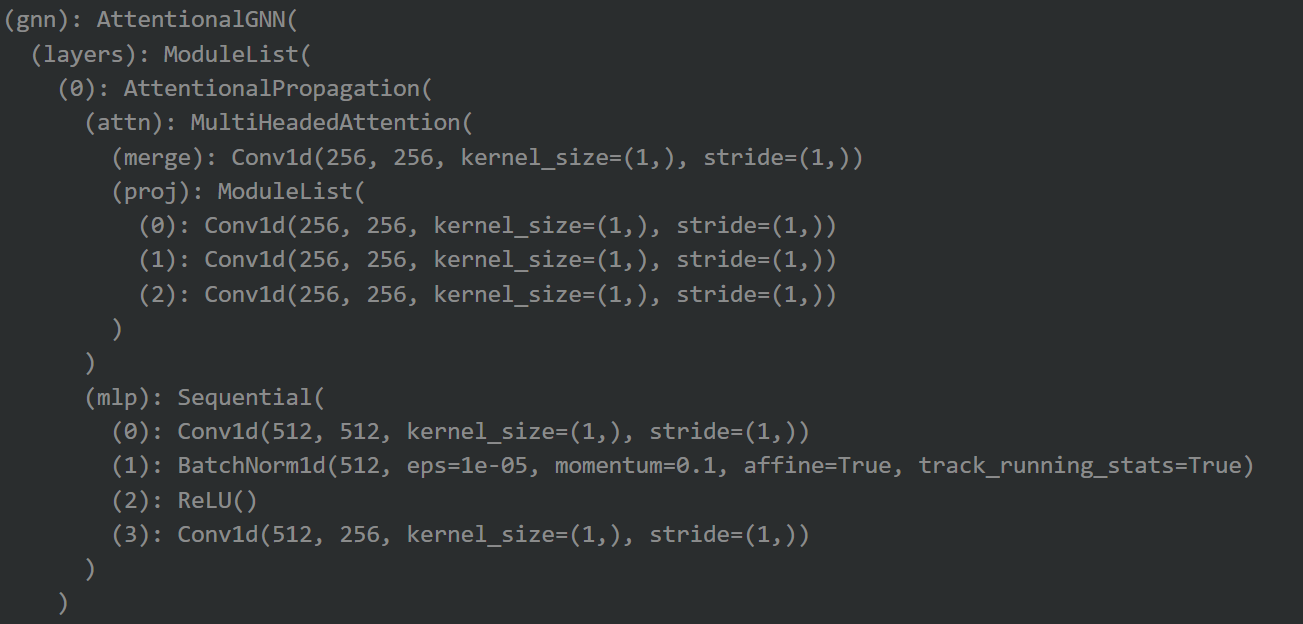 (gnn): AttentionalGNN(
  (layers): ModuleList(
    (0): AttentionalPropagation(
      (attn): MultiHeadedAttention(
        (merge): Conv1d(256, 256, kernel_size=(1,), stride=(1,))
        (proj): ModuleList(
          (0): Conv1d(256, 256, kernel_size=(1,), stride=(1,))
          (1): Conv1d(256, 256, kernel_size=(1,), stride=(1,))
          (2): Conv1d(256, 256, kernel_size=(1,), stride=(1,))
        )
      )
      (mlp): Sequential(
        (0): Conv1d(512, 512, kernel_size=(1,), stride=(1,))
        (1): BatchNorm1d(512, eps=1e-05, momentum=0.1, affine=True, track_running_stats=True)
        (2): ReLU()
        (3): Conv1d(512, 256, kernel_size=(1,), stride=(1,))
      )
    )